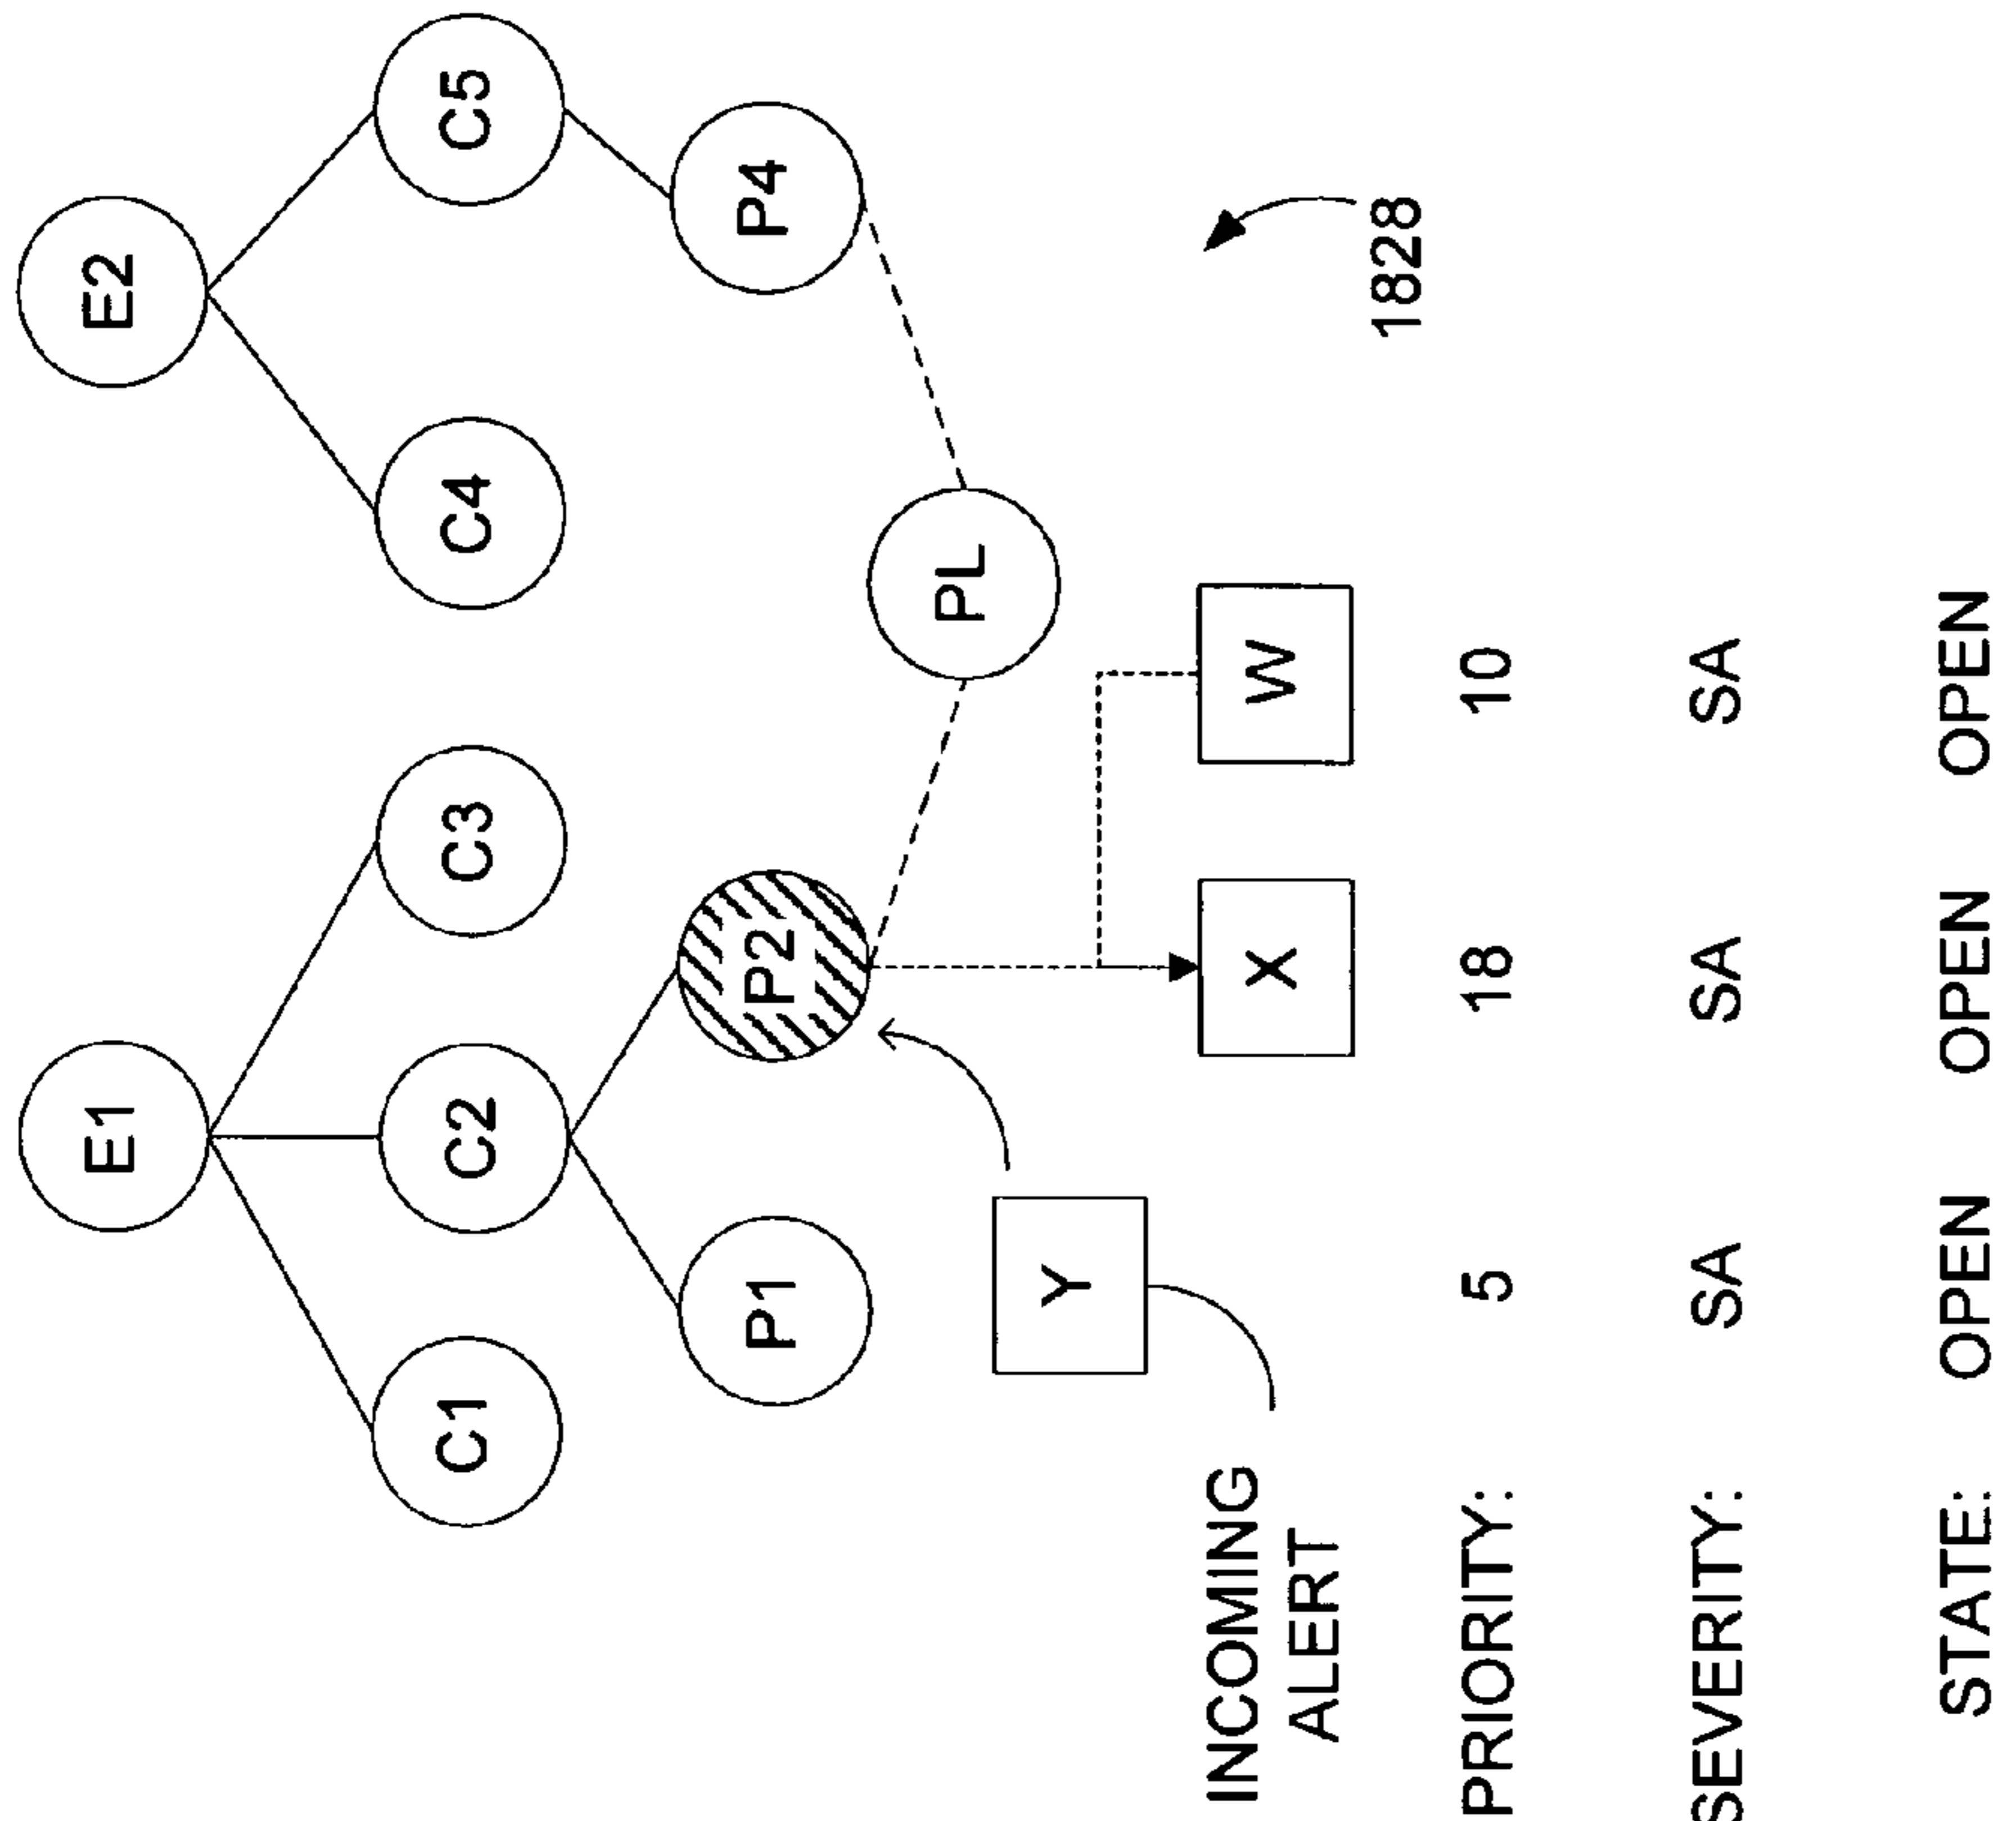 E1
E2
C1
C2
C3
C4
C5
P1
P2
P4
PL
Y
X
W
INCOMING
ALERT
1828
PRIORITY: 5 18 10
SEVERITY: SA SA SA
STATE: OPEN OPEN OPEN